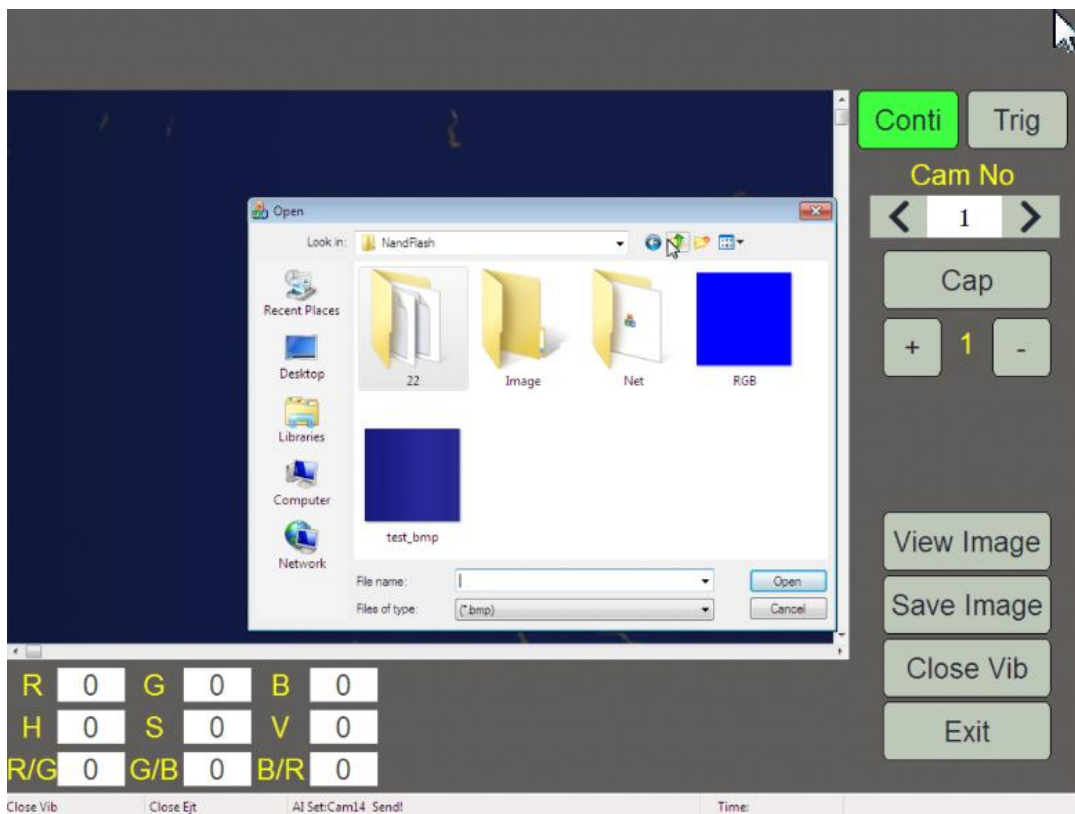 Conti
Trig
Cam No
1
Cap
+ 1 -
Open
Look in: NandFlash
Recent Places
Desktop
Libraries
Computer
Network
22
Image
Net
RGB
test_bmp
File name:
Open
Files of type: (*.bmp)
Cancel
View Image
Save Image
Close Vib
Exit
R 0 G 0 B 0
H 0 S 0 V 0
R/G 0 G/B 0 B/R 0
Close Vib Close Ejt AI Set:Cam14 Send! Time: